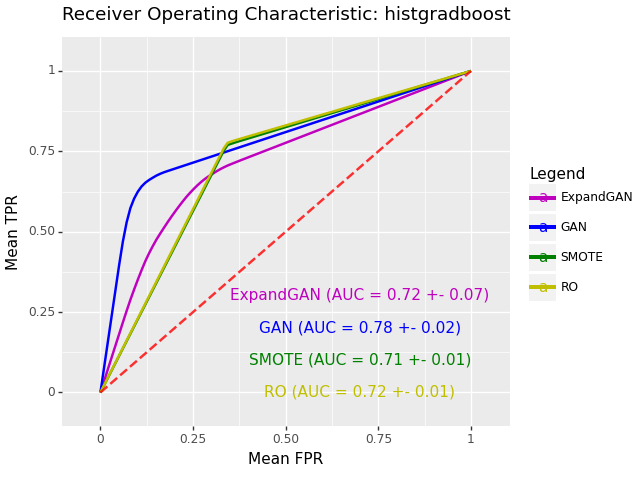 Receiver Operating Characteristic: histgradboost
1
0.75
0.50
0.25
0
Mean TPR
ExpandGAN (AUC = 0.72 +- 0.07)
GAN (AUC = 0.78 +- 0.02)
SMOTE (AUC = 0.71 +- 0.01)
RO (AUC = 0.72 +- 0.01)
0 0.25 0.50 0.75 1
Mean FPR
Legend
a ExpandGAN
a GAN
a SMOTE
a RO